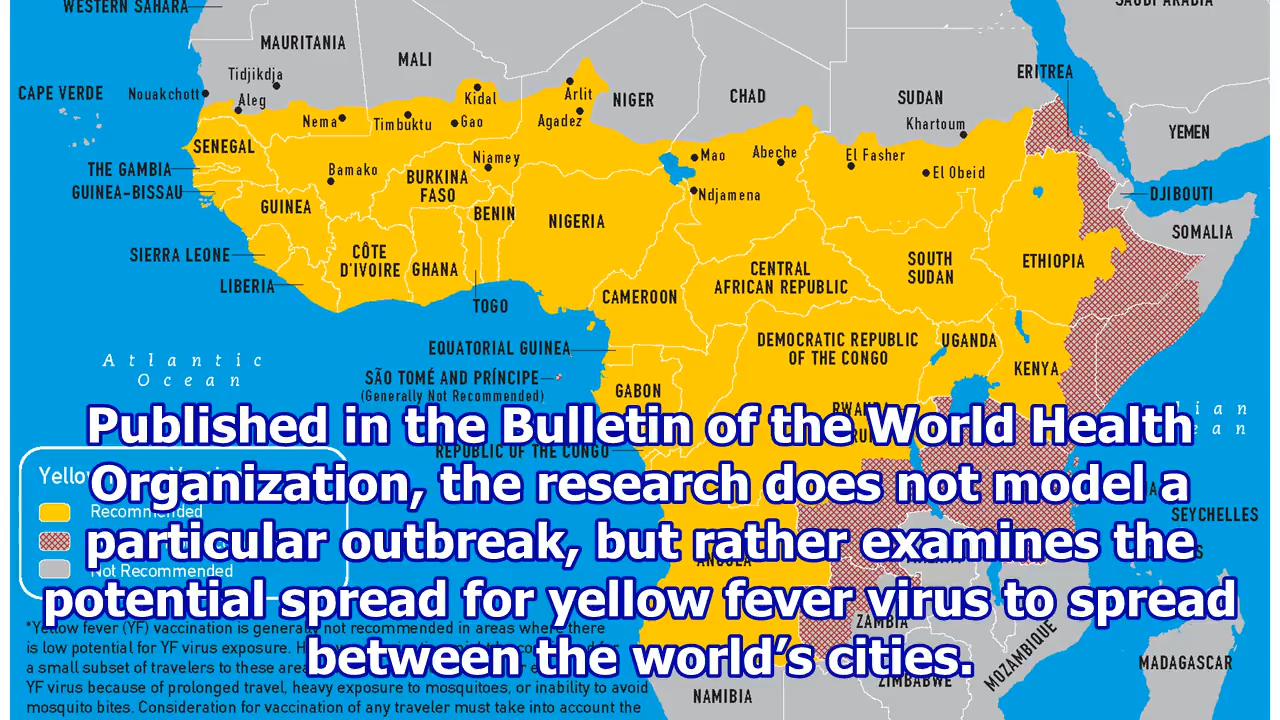 WESTERN SAHARA
SAUDI ARABIA
MAURITANIA
MALI
Tidjikdja
ERITREA
CAPE VERDE
Nouakchott
Aleg
Kidal
Arlit
NIGER
CHAD
SUDAN
Nema
Timbuktu
Gao
Agadez
Khartoum
YEMEN
SENEGAL
THE GAMBIA
Bamako
Niamey
Mao
Abeche
El Fasher
El Obeid
GUINEA-BISSAU
BURKINA
FASO
Ndjamena
DJIBOUTI
GUINEA
BENIN
NIGERIA
SOMALIA
SIERRA LEONE
CÔTE
D'IVOIRE
GHANA
CENTRAL
AFRICAN REPUBLIC
SOUTH
SUDAN
ETHIOPIA
LIBERIA
TOGO
CAMEROON
EQUATORIAL GUINEA
DEMOCRATIC REPUBLIC
OF THE CONGO
UGANDA
KENYA
Atlantic
Ocean
SÃO TOMÉ AND PRÍNCIPE
(Generally Not Recommended)
GABON
Published in the Bulletin of the World Health
Organization, the research does not model a
particular outbreak, but rather examines the
potential spread for yellow fever virus to spread
between the world’s cities.
REPUBLIC OF THE CONGO
Recommended
Not Recommended
SEYCHELLES
ANGOLA
ZAMBIA
ZIMBABWE
MOZAMBIQUE
MADAGASCAR
NAMIBIA
*Yellow fever (YF) vaccination is generally not recommended in areas where there
is low potential for YF virus exposure.
a small subset of travelers to these
YF virus because of prolonged travel, heavy exposure to mosquitoes, or inability to avoid
mosquito bites. Consideration for vaccination of any traveler must take into account the